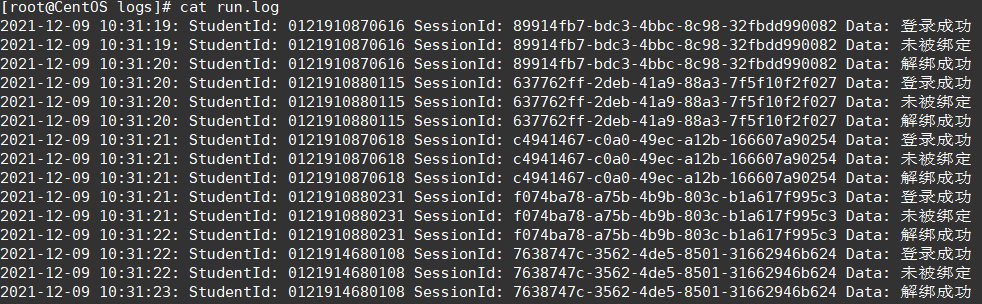 [root@CentOS logs]# cat run.log
2021-12-09 10:31:19: StudentId: 0121910870616 SessionId: 89914fb7-bdc3-4bbc-8c98-32fbdd990082 Data: 登录成功
2021-12-09 10:31:19: StudentId: 0121910870616 SessionId: 89914fb7-bdc3-4bbc-8c98-32fbdd990082 Data: 未被绑定
2021-12-09 10:31:20: StudentId: 0121910870616 SessionId: 89914fb7-bdc3-4bbc-8c98-32fbdd990082 Data: 解绑成功
2021-12-09 10:31:20: StudentId: 0121910880115 SessionId: 637762ff-2deb-41a9-88a3-7f5f10f2f027 Data: 登录成功
2021-12-09 10:31:20: StudentId: 0121910880115 SessionId: 637762ff-2deb-41a9-88a3-7f5f10f2f027 Data: 未被绑定
2021-12-09 10:31:20: StudentId: 0121910880115 SessionId: 637762ff-2deb-41a9-88a3-7f5f10f2f027 Data: 解绑成功
2021-12-09 10:31:21: StudentId: 0121910870618 SessionId: c4941467-c0a0-49ec-a12b-166607a90254 Data: 登录成功
2021-12-09 10:31:21: StudentId: 0121910870618 SessionId: c4941467-c0a0-49ec-a12b-166607a90254 Data: 未被绑定
2021-12-09 10:31:21: StudentId: 0121910870618 SessionId: c4941467-c0a0-49ec-a12b-166607a90254 Data: 解绑成功
2021-12-09 10:31:21: StudentId: 0121910880231 SessionId: f074ba78-a75b-4b9b-803c-b1a617f995c3 Data: 登录成功
2021-12-09 10:31:21: StudentId: 0121910880231 SessionId: f074ba78-a75b-4b9b-803c-b1a617f995c3 Data: 未被绑定
2021-12-09 10:31:22: StudentId: 0121910880231 SessionId: f074ba78-a75b-4b9b-803c-b1a617f995c3 Data: 解绑成功
2021-12-09 10:31:22: StudentId: 0121914680108 SessionId: 7638747c-3562-4de5-8501-31662946b624 Data: 登录成功
2021-12-09 10:31:22: StudentId: 0121914680108 SessionId: 7638747c-3562-4de5-8501-31662946b624 Data: 未被绑定
2021-12-09 10:31:23: StudentId: 0121914680108 SessionId: 7638747c-3562-4de5-8501-31662946b624 Data: 解绑成功